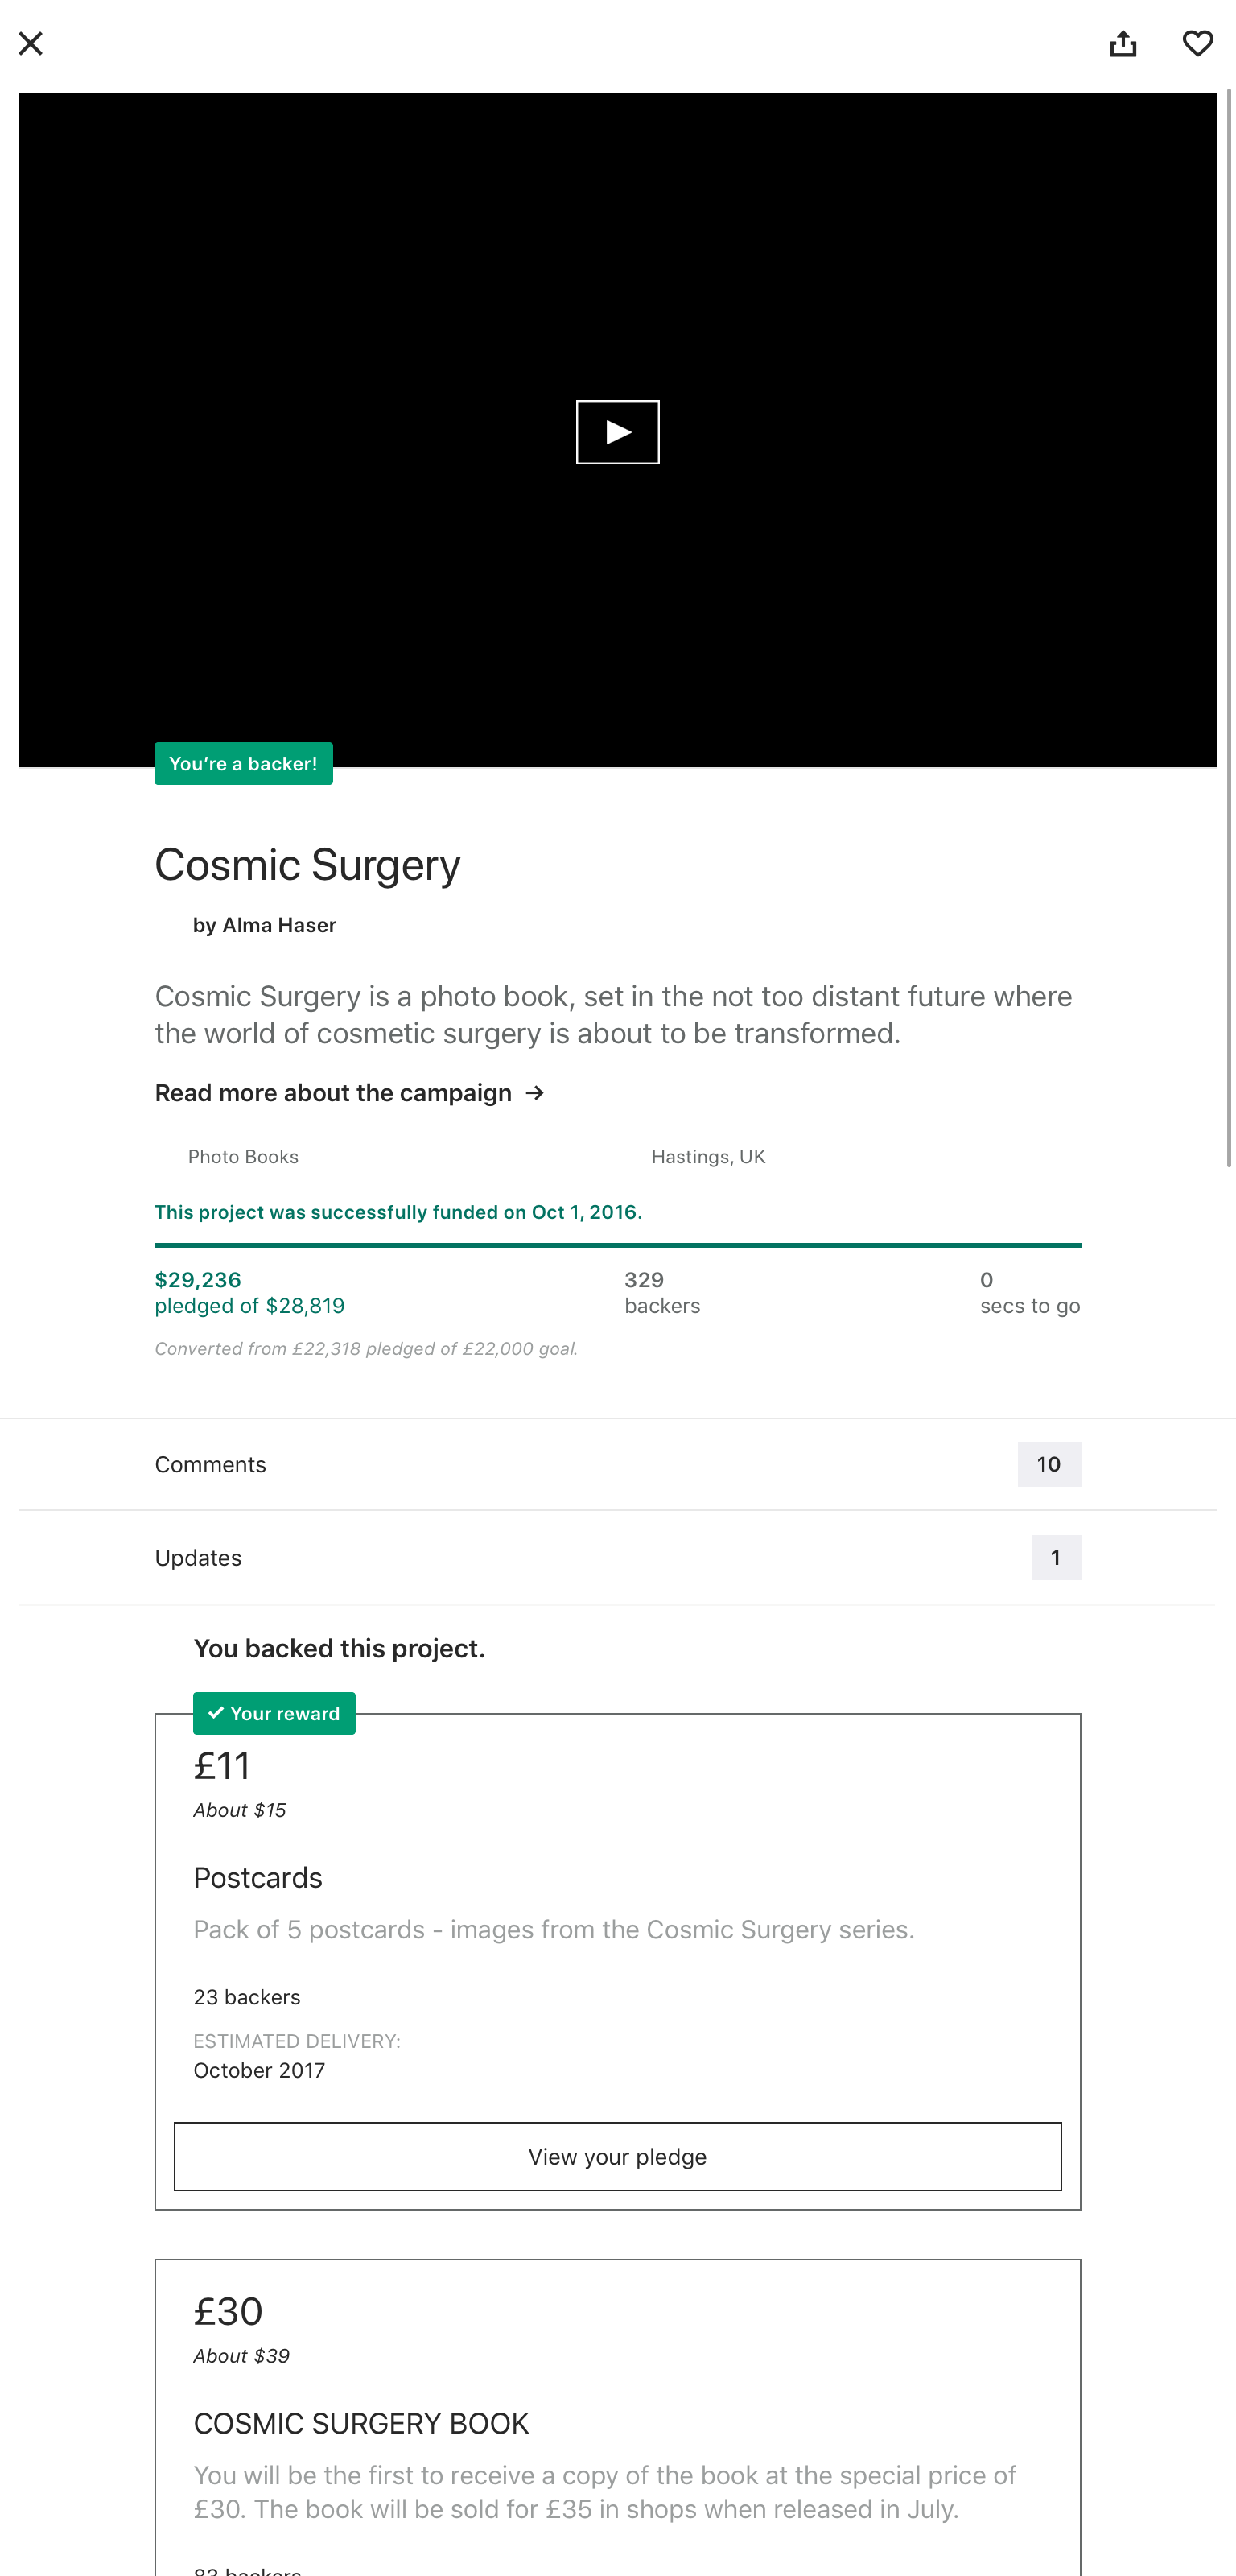 You’re a backer!
Cosmic Surgery
by Alma Haser
Cosmic Surgery is a photo book, set in the not too distant future where
the world of cosmetic surgery is about to be transformed.
Read more about the campaign →
Photo Books
Hastings, UK
This project was successfully funded on Oct 1, 2016.
$29,236
pledged of $28,819
329
backers
0
secs to go
Converted from £22,318 pledged of £22,000 goal.
Comments
10
Updates
1
You backed this project.
✓ Your reward
£11
About $15
Postcards
Pack of 5 postcards - images from the Cosmic Surgery series.
23 backers
ESTIMATED DELIVERY:
October 2017
View your pledge
£30
About $39
COSMIC SURGERY BOOK
You will be the first to receive a copy of the book at the special price of
£30. The book will be sold for £35 in shops when released in July.
83 backers